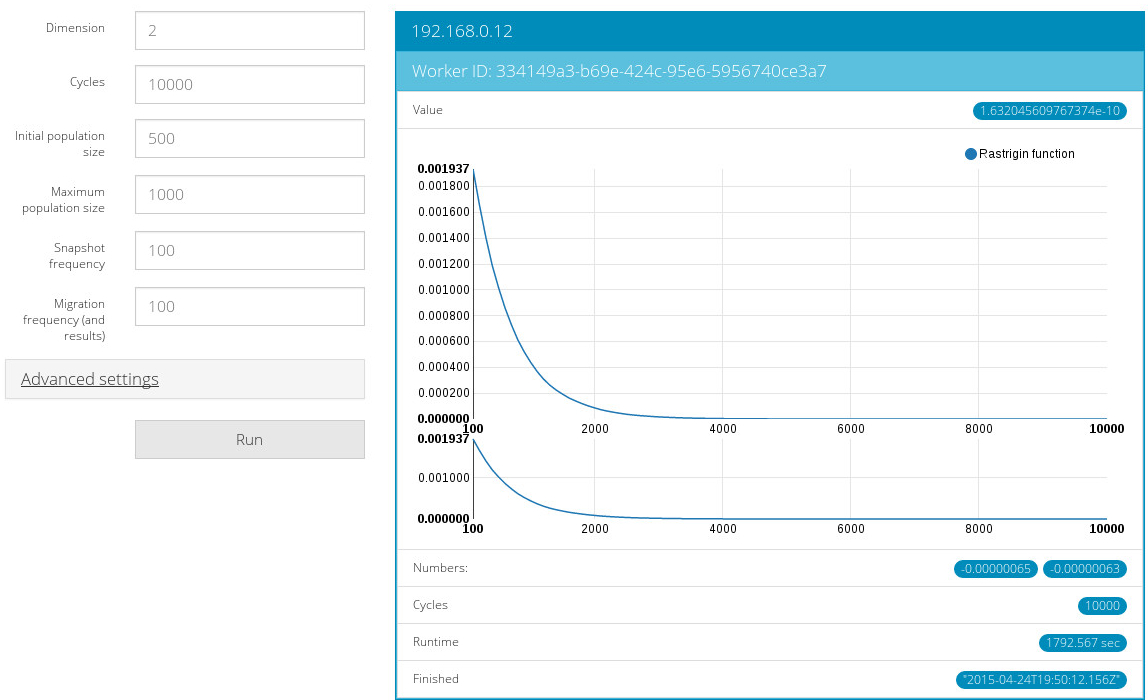 Dimension
2
Cycles
10000
Initial population
size
500
Maximum
population size
1000
Snapshot
frequency
100
Migration
frequency (and
results)
100
Advanced settings
Run
192.168.0.12
Worker ID: 334149a3-b69e-424c-95e6-5956740ce3a7
Value
1.632045609767374e-10
Rastrigin function
0.001937
0.001800
0.001600
0.001400
0.001200
0.001000
0.000800
0.000600
0.000400
0.000200
0.000000
100 2000 4000 6000 8000 10000
0.001937
0.001000
0.000000
100 2000 4000 6000 8000 10000
Numbers:
-0.00000065 -0.00000063
Cycles
10000
Runtime
1792.567 sec
Finished
"2015-04-24T19:50:12.156Z"